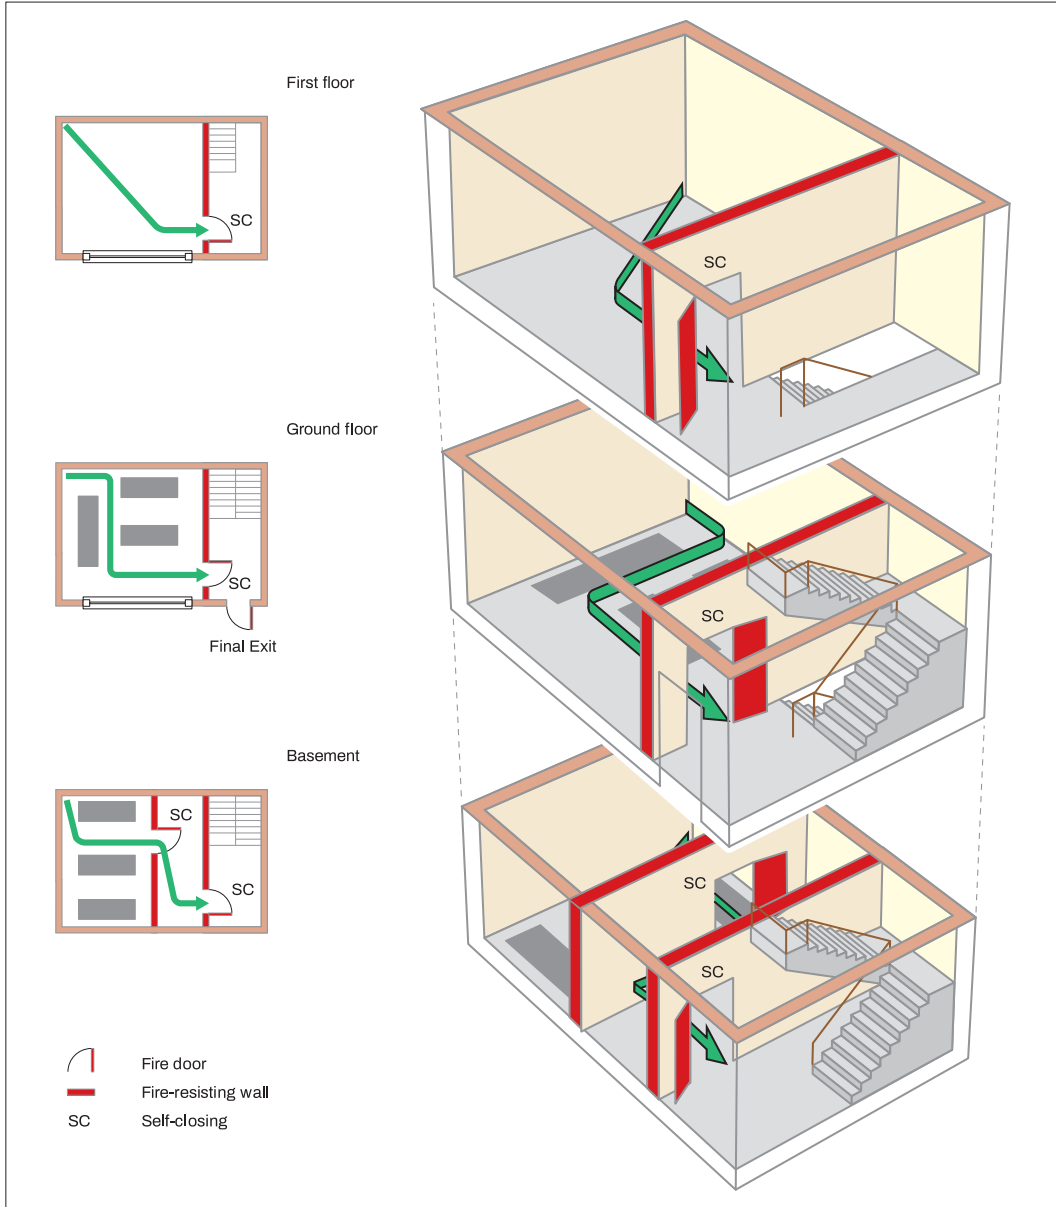 First floor
SC
SC
Ground floor
SC
SC
Final Exit
Basement
SC
SC
SC
SC
Fire door
Fire-resisting wall
SC
Self-closing